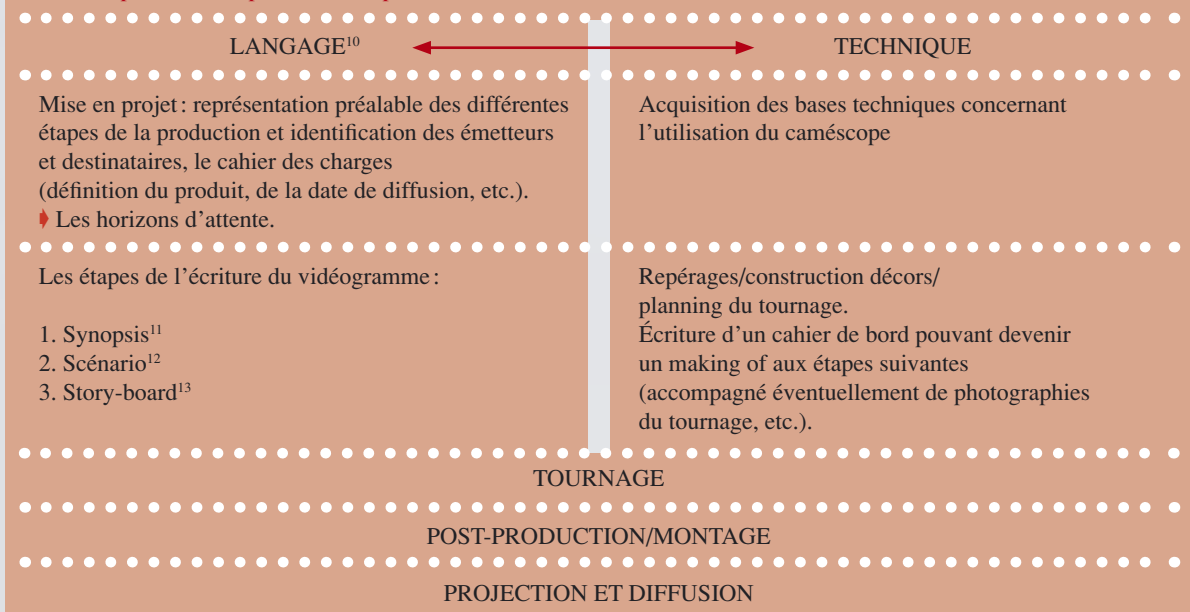 LANGAGE10
TECHNIQUE
Mise en projet : représentation préalable des différentes
étapes de la production et identification des émetteurs
et destinataires, le cahier des charges
(définition du produit, de la date de diffusion, etc.).
Les horizons d’attente.
Acquisition des bases techniques concernant
l’utilisation du caméscope
Les étapes de l’écriture du vidéogramme :
1. Synopsis11
2. Scénario12
3. Story-board13
Repérages/construction décors/
planning du tournage.
Écriture d’un cahier de bord pouvant devenir
un making of aux étapes suivantes
(accompagné éventuellement de photographies
du tournage, etc.).
TOURNAGE
POST-PRODUCTION/MONTAGE
PROJECTION ET DIFFUSION